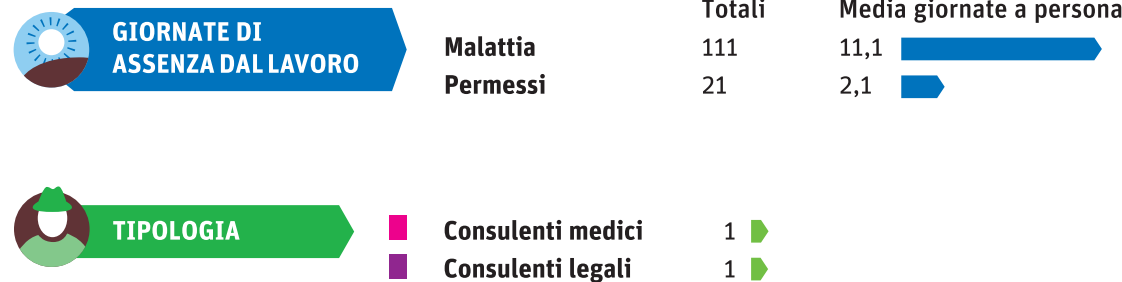 Totali Media giornate a persona
GIORNATE DI
ASSENZA DAL LAVORO
Malattia 111 11,1
Permessi 21 2,1
TIPOLOGIA
Consulenti medici 1
Consulenti legali 1